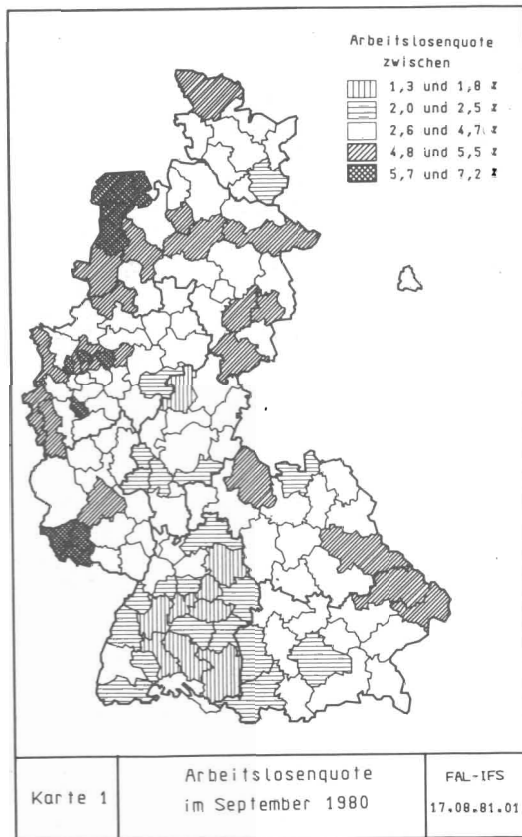 Arbeitslosenquote
zwischen
1,3 und 1,8 %
2,0 und 2,5 %
2,6 und 4,7 %
4,8 und 5,5 %
5,7 und 7,2 %
Karte 1
Arbeitslosenquote
im September 1980
FAL-IFS
17.08.81.01